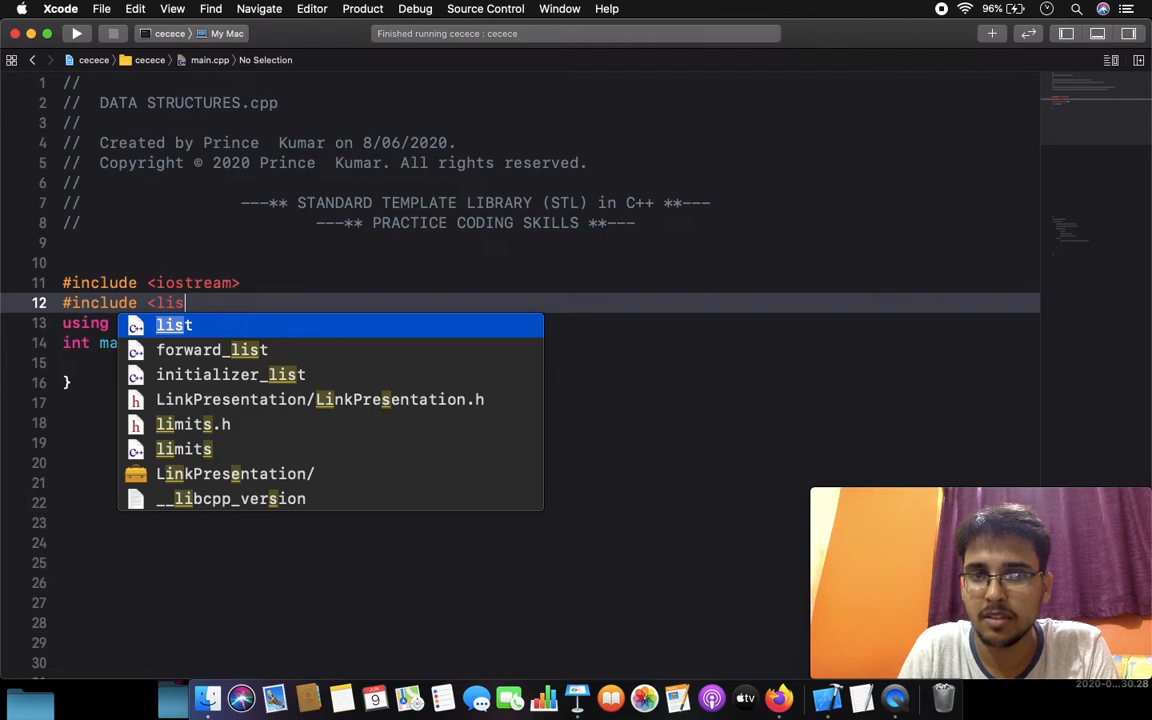 Xcode File Edit View Find Navigate Editor Product Debug Source Control Window Help 96%
cecece 〉 My Mac Finished running cecece : cecece
cecece 〉 cecece 〉 main.cpp 〉 No Selection
1 //
2 // DATA STRUCTURES.cpp
3 //
4 // Created by Prince Kumar on 8/06/2020.
5 // Copyright © 2020 Prince Kumar. All rights reserved.
6 //
7 // ---** STANDARD TEMPLATE LIBRARY (STL) in C++ **---
8 // ---** PRACTICE CODING SKILLS **---
9
10
11 #include <iostream>
12 #include <lis
13 using
list
14 int ma
forward_list
15
initializer_list
16 }
LinkPresentation/LinkPresentation.h
17
18
limits.h
19
limits
20
LinkPresentation/
21
__libcpp_version
22
23
24
25
26
27
28
29
30
2020-0...30.28